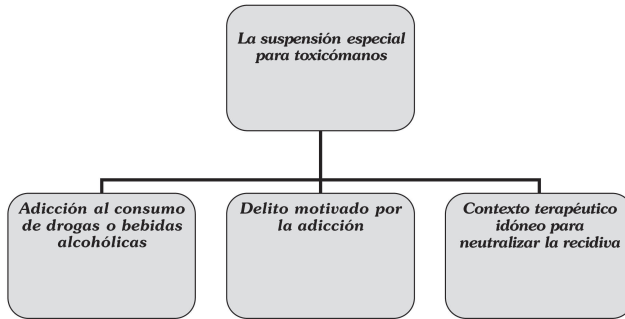 La suspensión especial
para toxicómanos
Adicción al consumo
de drogas o bebidas
alcohólicas
Delito motivado por
la adicción
Contexto terapéutico
idóneo para
neutralizar la recidiva